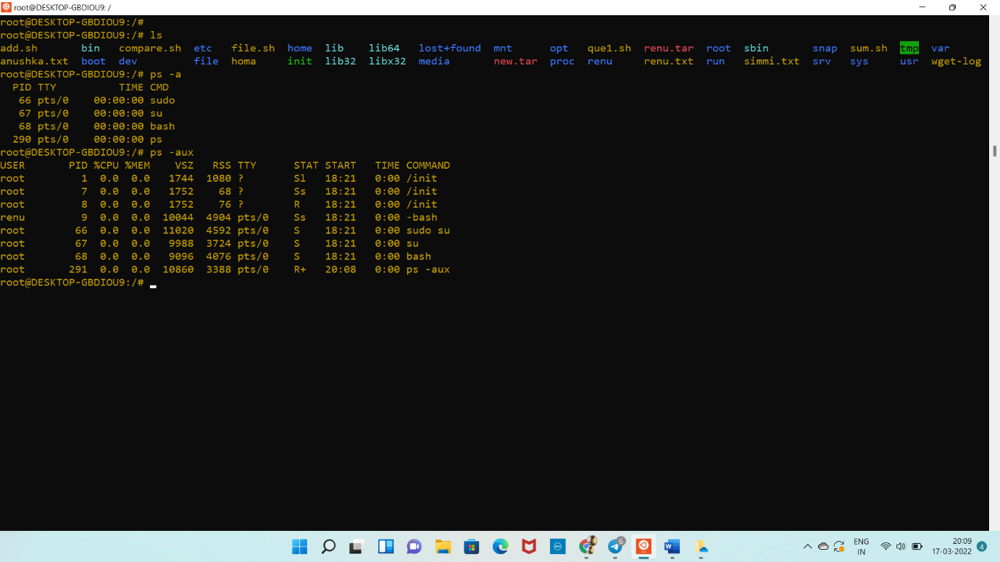 root@DESKTOP-GBDIOU9: /
root@DESKTOP-GBDIOU9:/#
root@DESKTOP-GBDIOU9:/# ls
add.sh bin compare.sh etc file.sh home lib lib64 lost+found mnt opt que1.sh renu.tar root sbin snap sum.sh tmp var
anushka.txt boot dev file homa init lib32 libx32 media new.tar proc renu renu.txt run simmi.txt srv sys usr wget-log
root@DESKTOP-GBDIOU9:/# ps -a
PID TTY TIME CMD
66 pts/0 00:00:00 sudo
67 pts/0 00:00:00 su
68 pts/0 00:00:00 bash
290 pts/0 00:00:00 ps
root@DESKTOP-GBDIOU9:/# ps -aux
USER PID %CPU %MEM VSZ RSS TTY STAT START TIME COMMAND
root 1 0.0 0.0 1744 1080 ? Sl 18:21 0:00 /init
root 7 0.0 0.0 1752 68 ? Ss 18:21 0:00 /init
root 8 0.0 0.0 1752 76 ? R 18:21 0:00 /init
renu 9 0.0 0.0 10044 4904 pts/0 Ss 18:21 0:00 -bash
root 66 0.0 0.0 11020 4592 pts/0 S 18:21 0:00 sudo su
root 67 0.0 0.0 9988 3724 pts/0 S 18:21 0:00 su
root 68 0.0 0.0 9096 4076 pts/0 S 18:21 0:00 bash
root 291 0.0 0.0 10860 3388 pts/0 R+ 20:08 0:00 ps -aux
root@DESKTOP-GBDIOU9:/#
6
ENG
IN
20:09
17-03-2022
4